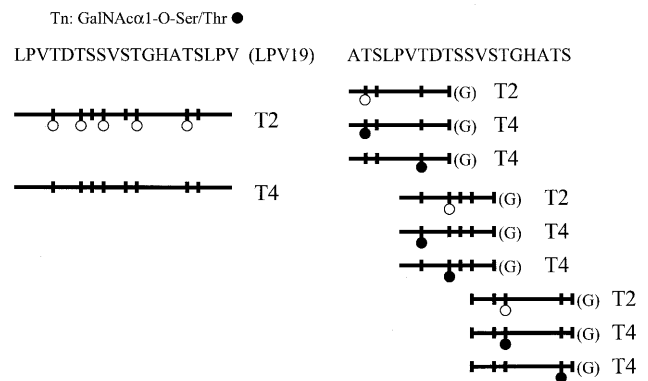 Tn: GalNAcα1-O-Ser/Thr
LPVTDTSSVSTGHATSLPV (LPV19)
T2
T4
ATSLPVTDTSSVSTGHATS
(G) T2
(G) T4
(G) T4
(G) T2
(G) T4
(G) T4
(G) T2
(G) T4
(G) T4